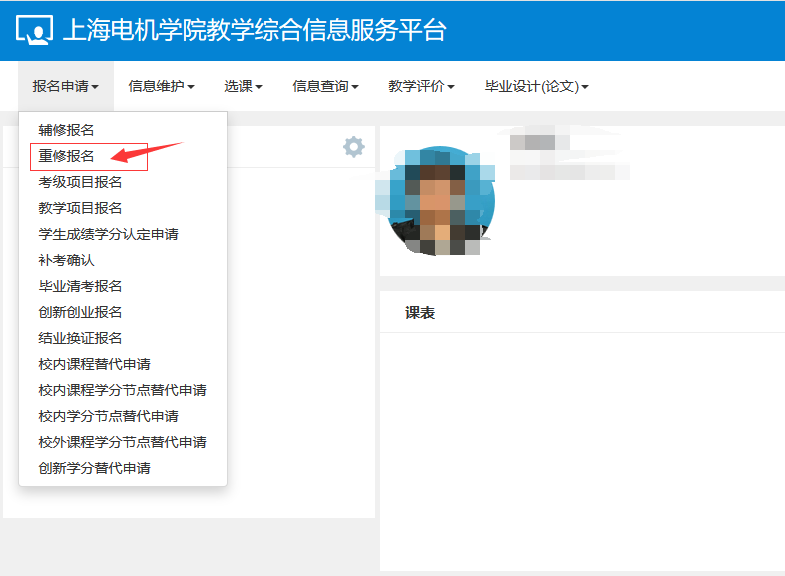 上海电机学院教学综合信息服务平台
报名申请 信息维护 选课 信息查询 教学评价 毕业设计(论文)
辅修报名
重修报名
考级项目报名
教学项目报名
学生成绩学分认定申请
补考确认
毕业清考报名
创新创业报名
结业换证报名
校内课程替代申请
校内课程学分节点替代申请
校内学分节点替代申请
校外课程学分节点替代申请
创新学分替代申请
课表